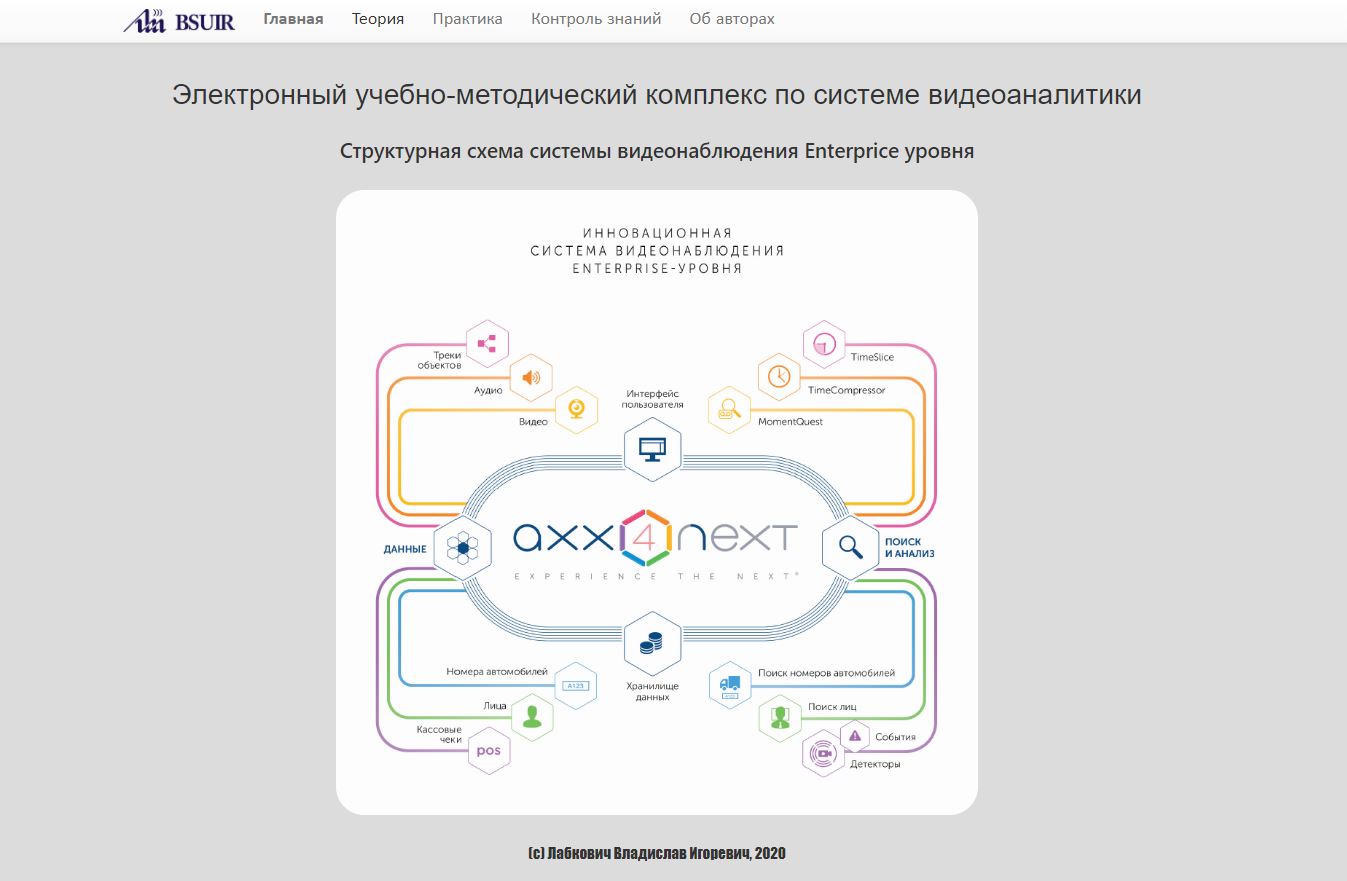 BSUIR Главная Теория Практика Контроль знаний Об авторах
Электронный учебно-методический комплекс по системе видеоаналитики
Структурная схема системы видеонаблюдения Enterprice уровня
ИННОВАЦИОННАЯ
СИСТЕМА ВИДЕОНАБЛЮДЕНИЯ
ENTERPRISE-УРОВНЯ
Треки
объектов
Аудио
Видео
Интерфейс
пользователя
TimeSlice
TimeCompressor
MomentQuest
ДАННЫЕ
axx4next
EXPERIENCE THE NEXT®
ПОИСК
И АНАЛИЗ
Номера автомобилей
A123
Лица
Кассовые
чеки
pos
Хранилище
данных
Поиск номеров автомобилей
Поиск лиц
События
Детекторы
(с) Лабкович Владислав Игоревич, 2020